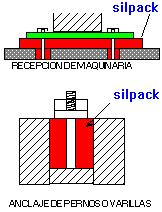 silpack
RECEPCION DE MAQUINARIA
silpack
ANCLAJE DE PERNOS O VARILLAS